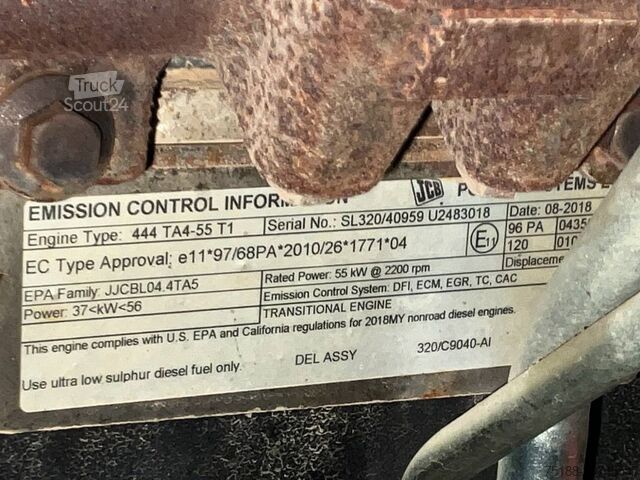 Truck
Scout24
EMISSION CONTROL INFORMATION JCB
Engine Type: 444 TA4-55 T1 Serial No.: SL320/40959 U2483018 Date: 08-2018
EC Type Approval: e11*97/68PA*2010/26*1771*04 E11 96 PA
120
EPA Family: JJCBL04.4TA5 Rated Power: 55 kW @ 2200 rpm Displaceme
Power: 37<kW<56 Emission Control System: DFI, ECM, EGR, TC, CAC
TRANSITIONAL ENGINE
This engine complies with U.S. EPA and California regulations for 2018MY nonroad diesel engines.
Use ultra low sulphur diesel fuel only. DEL ASSY 320/C9040-AI